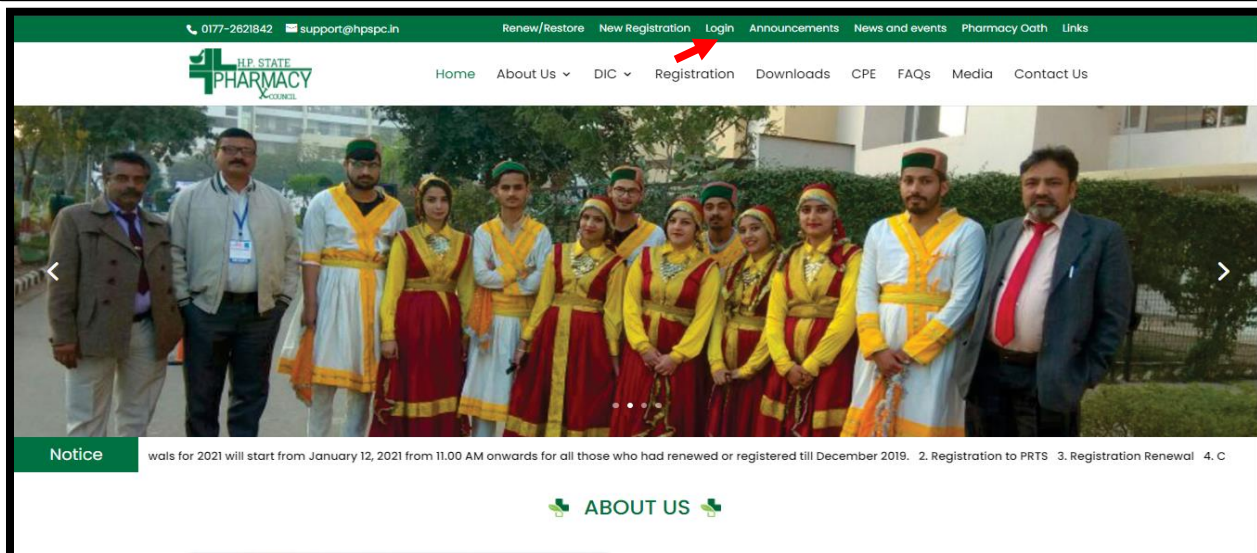 0177-2621842 support@hpspc.in Renew/Restore New Registration Login Announcements News and events Pharmacy Oath Links
H.P. STATE
PHARMACY
COUNCIL
Home About Us DIC Registration Downloads CPE FAQs Media Contact Us
Notice wals for 2021 will start from January 12, 2021 from 11.00 AM onwards for all those who had renewed or registered till December 2019. 2. Registration to PRTS 3. Registration Renewal 4. C
ABOUT US